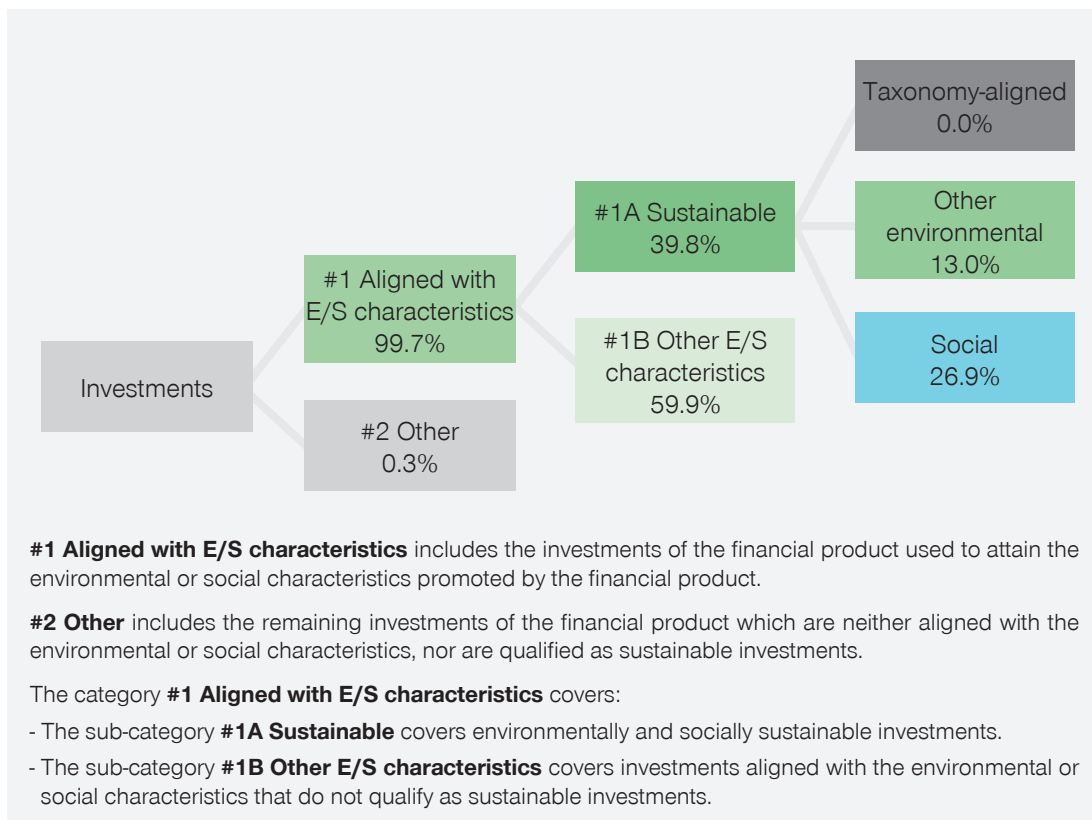 Taxonomy-aligned
0.0%
#1A Sustainable
39.8%
Other
environmental
13.0%
#1 Aligned with
E/S characteristics
99.7%
#1B Other E/S
characteristics
59.9%
Social
26.9%
Investments
#2 Other
0.3%
#1 Aligned with E/S characteristics includes the investments of the financial product used to attain the
environmental or social characteristics promoted by the financial product.
#2 Other includes the remaining investments of the financial product which are neither aligned with the
environmental or social characteristics, nor are qualified as sustainable investments.
The category #1 Aligned with E/S characteristics covers:
- The sub-category #1A Sustainable covers environmentally and socially sustainable investments.
- The sub-category #1B Other E/S characteristics covers investments aligned with the environmental or
social characteristics that do not qualify as sustainable investments.